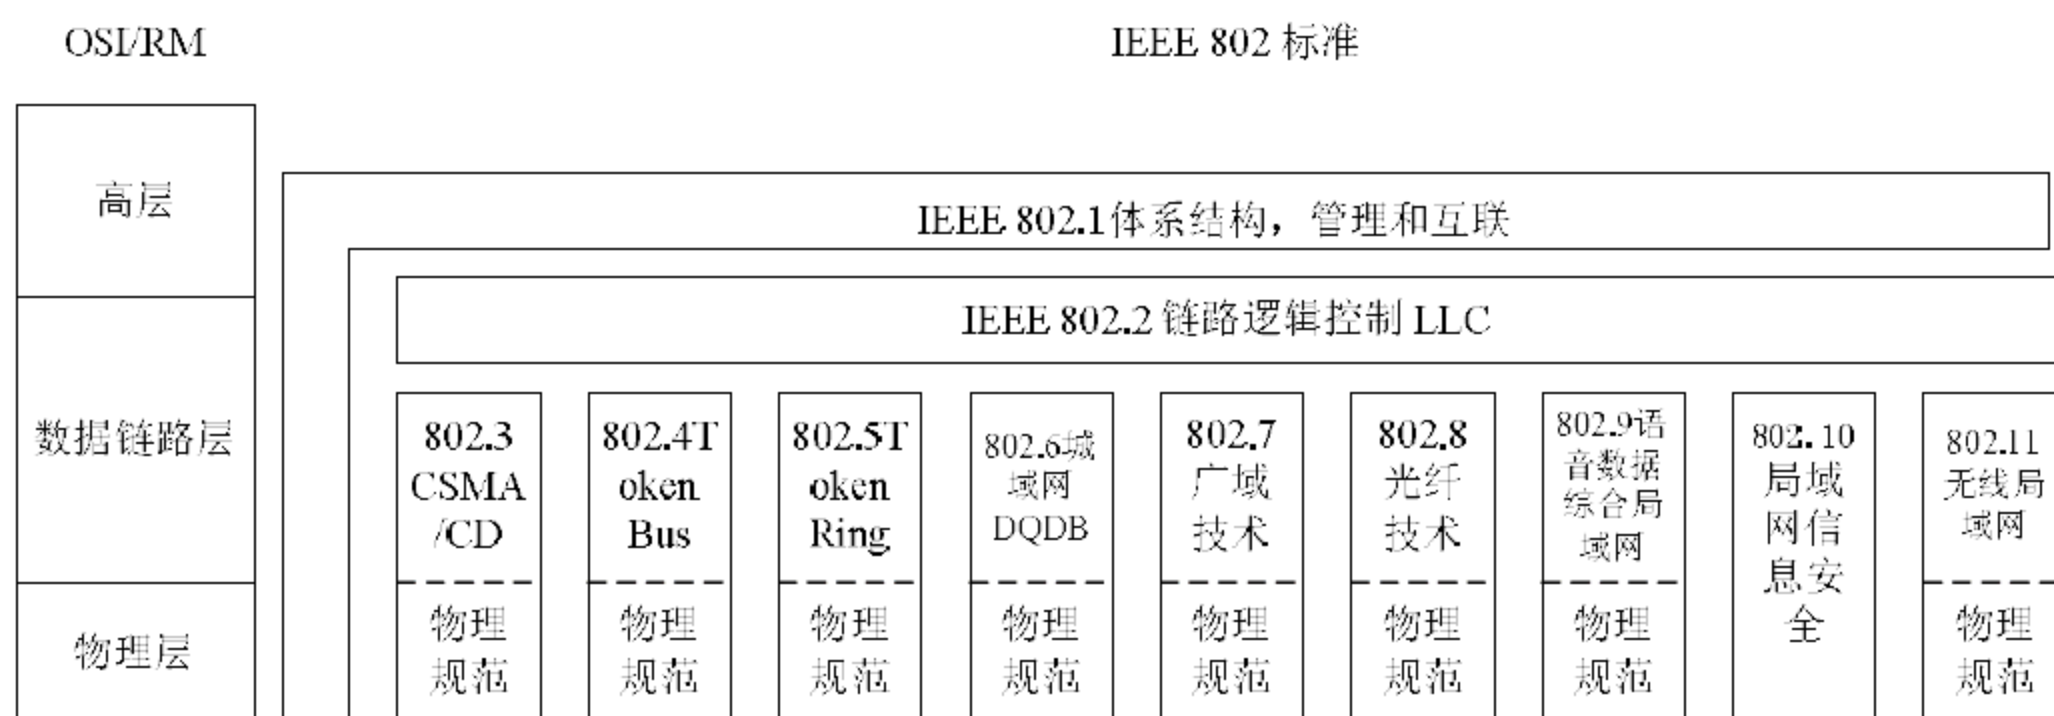 OSI/RM
IEEE 802 标准
高层
IEEE 802.1体系结构，管理和互联
IEEE 802.2 链路逻辑控制 LLC
数据链路层
802.3
CSMA
/CD
802.4T
oken
Bus
802.5T
oken
Ring
802.6城
域网
DQDB
802.7
广域
技术
802.8
光纤
技术
802.9语
音数据
综合局
域网
802.10
局域
网信
息安
全
802.11
无线局
域网
物理层
物理
规范
物理
规范
物理
规范
物理
规范
物理
规范
物理
规范
物理
规范
物理
规范